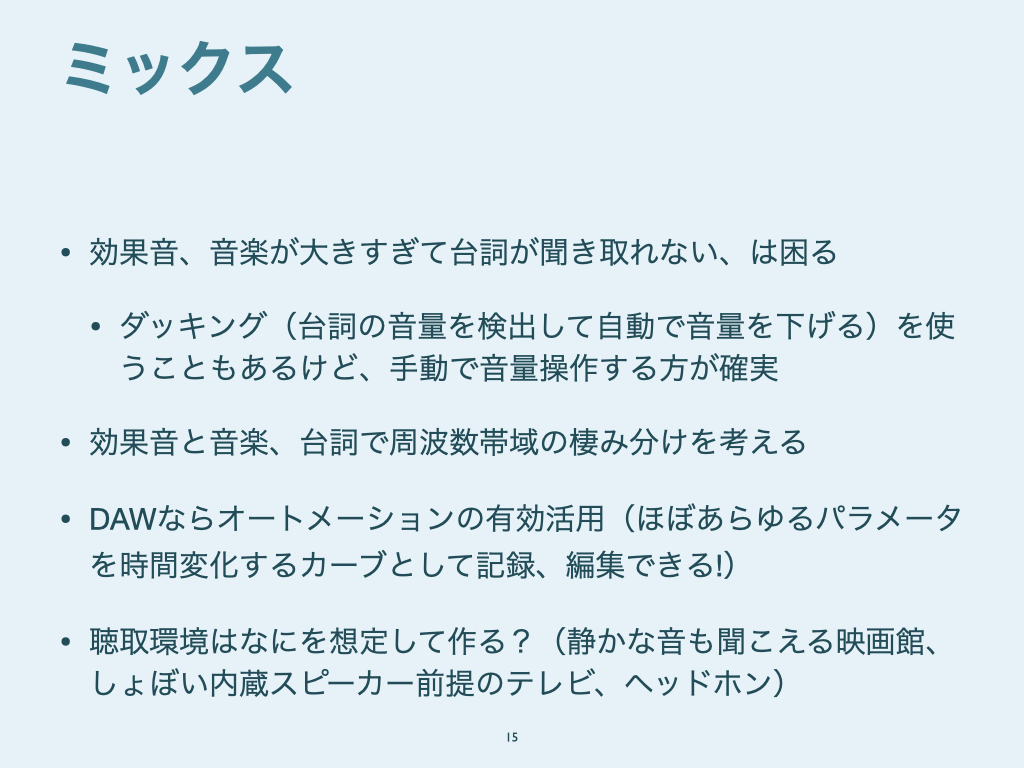 ミックス
• 効果音、音楽が大きすぎて台詞が聞き取れない、は困る
• ダッキング（台詞の音量を検出して自動で音量を下げる）を使
うこともあるけど、手動で音量操作する方が確実
• 効果音と音楽、台詞で周波数帯域の棲み分けを考える
• DAWならオートメーションの有効活用（ほぼあらゆるパラメータ
を時間変化するカーブとして記録、編集できる!）
• 聴取環境はなにを想定して作る？（静かな音も聞こえる映画館、
しょぼい内蔵スピーカー前提のテレビ、ヘッドホン）
15